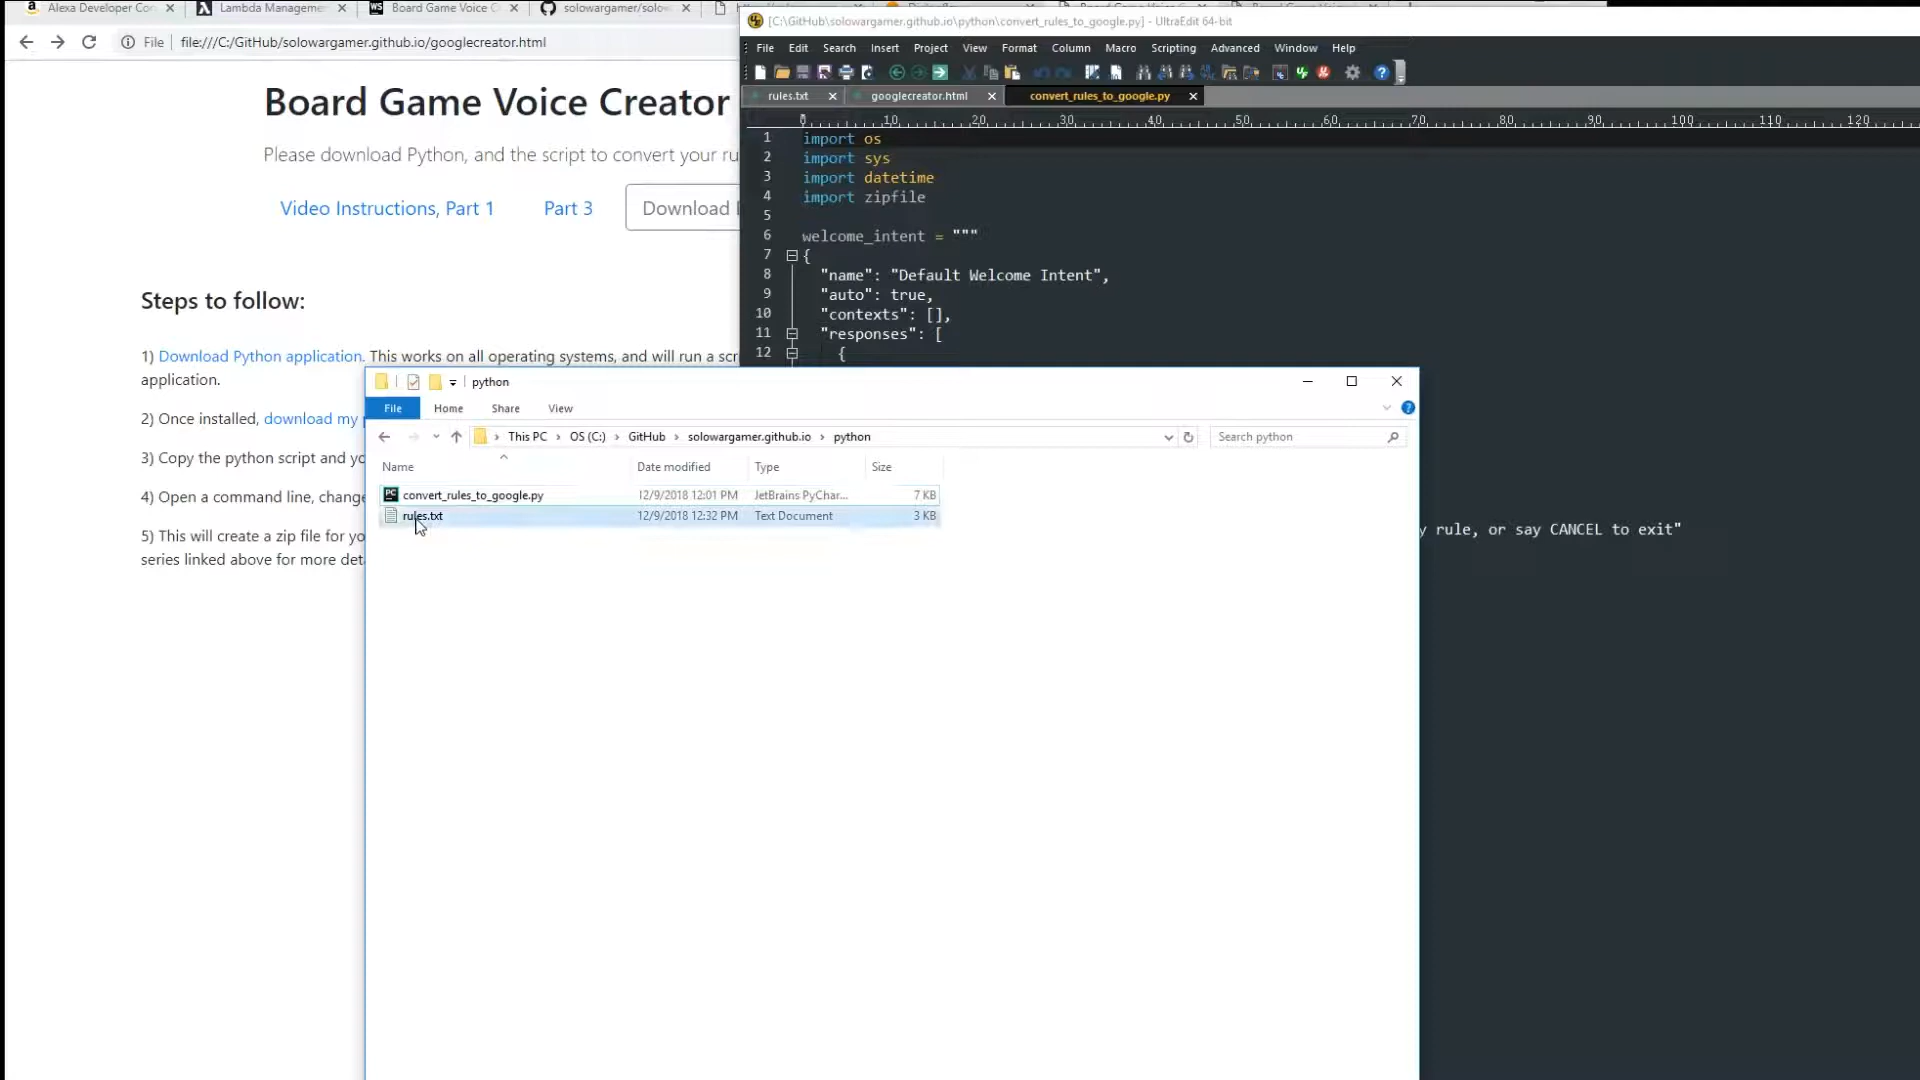 Alexa Developer Con
Lambda Managemen
Board Game Voice C
solowargamer/solow
file:///C:/GitHub/solowargamer.github.io/googlecreator.html
File
Board Game Voice Creator
Please download Python, and the script to convert your ru
Video Instructions, Part 1
Part 3
Download
Steps to follow:
1) Download Python application. This works on all operating systems, and will run a scr
application.
2) Once installed, download my
3) Copy the python script and yo
4) Open a command line, change
5) This will create a zip file for yo
series linked above for more deta
[C:\GitHub\solowargamer.github.io\python\convert_rules_to_google.py] - UltraEdit 64-bit
File Edit Search Insert Project View Format Column Macro Scripting Advanced Window Help
rules.txt
googlecreator.html
convert_rules_to_google.py
0 10 20 30 40 50 60 70 80 90 100 110 120
1 import os
2 import sys
3 import datetime
4 import zipfile
5
6 welcome_intent = """
7 {
8 "name": "Default Welcome Intent",
9 "auto": true,
10 "contexts": [],
11 "responses": [
12 {
y rule, or say CANCEL to exit"
python
File Home Share View
This PC › OS (C:) › GitHub › solowargamer.github.io › python
Search python
Name Date modified Type Size
convert_rules_to_google.py 12/9/2018 12:01 PM JetBrains PyChar... 7 KB
rules.txt 12/9/2018 12:32 PM Text Document 3 KB